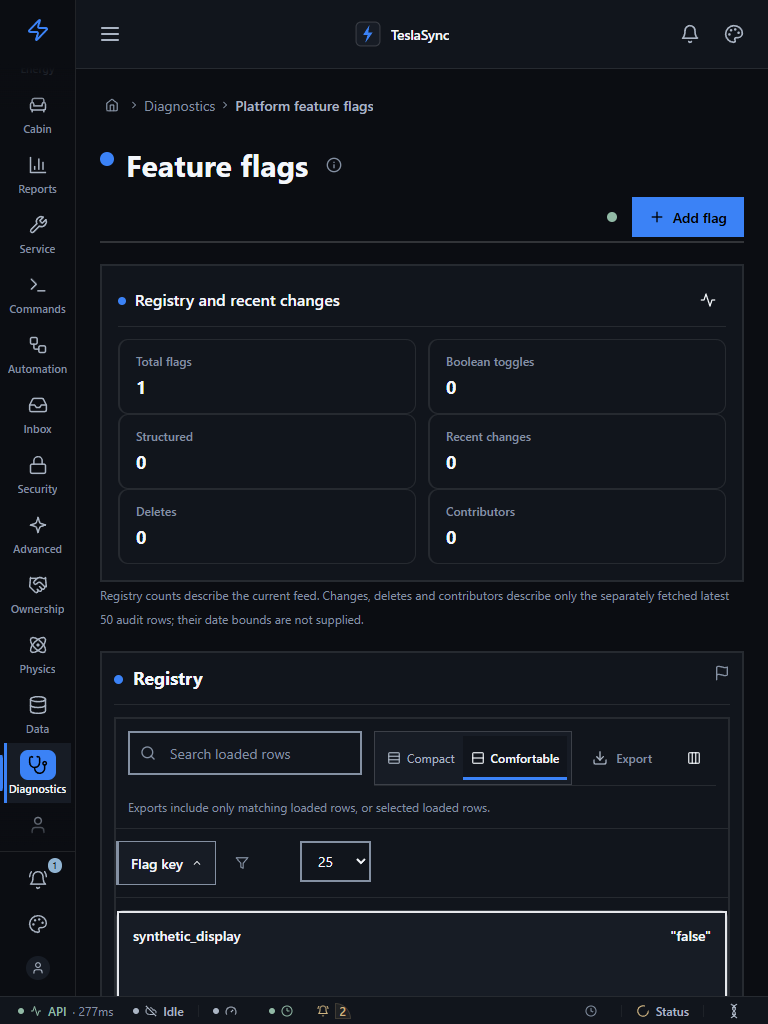 TeslaSync
Energy
Cabin
Reports
Service
Commands
Automation
Inbox
Security
Advanced
Ownership
Physics
Data
Diagnostics
1
Diagnostics
Platform feature flags
Feature flags
Add flag
Registry and recent changes
Total flags
1
Boolean toggles
0
Structured
0
Recent changes
0
Deletes
0
Contributors
0
Registry counts describe the current feed. Changes, deletes and contributors describe only the separately fetched latest
50 audit rows; their date bounds are not supplied.
Registry
Search loaded rows
Compact
Comfortable
Export
Exports include only matching loaded rows, or selected loaded rows.
Flag key
25
synthetic_display
"false"
API · 277ms
Idle
2
Status